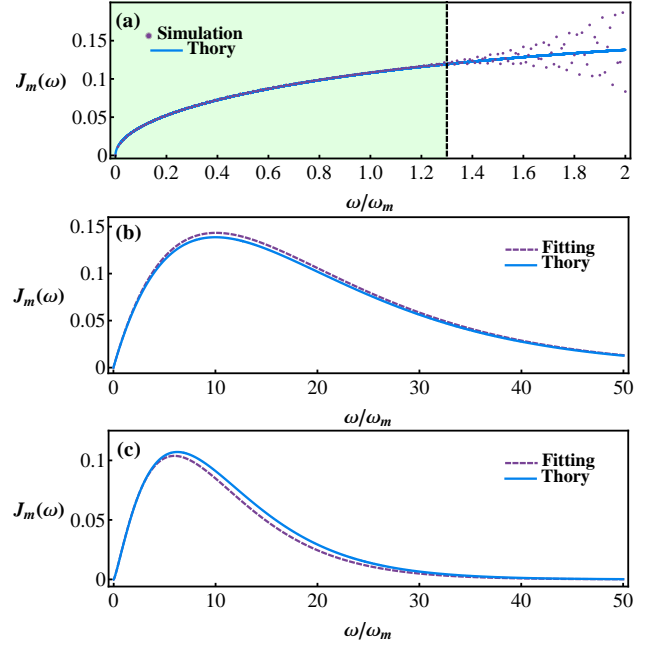 (a)
Simulation
Thory
J_m(ω)
0.15
0.10
0.05
0
0 0.2 0.4 0.6 0.8 1.0 1.2 1.4 1.6 1.8 2
ω/ω_m
(b)
Fitting
Thory
J_m(ω)
0.15
0.1
0.05
0
0 10 20 30 40 50
ω/ω_m
(c)
Fitting
Thory
J_m(ω)
0.1
0.05
0
0 10 20 30 40 50
ω/ω_m